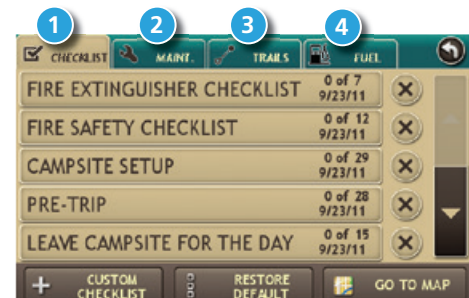 1 2 3 4
CHECKLIST MAINT. TRAILS FUEL
FIRE EXTINGUISHER CHECKLIST 0 of 7 9/23/11
FIRE SAFETY CHECKLIST 0 of 12 9/23/11
CAMPSITE SETUP 0 of 29 9/23/11
PRE-TRIP 0 of 28 9/23/11
LEAVE CAMPSITE FOR THE DAY 0 of 15 9/23/11
+ CUSTOM CHECKLIST RESTORE DEFAULT GO TO MAP